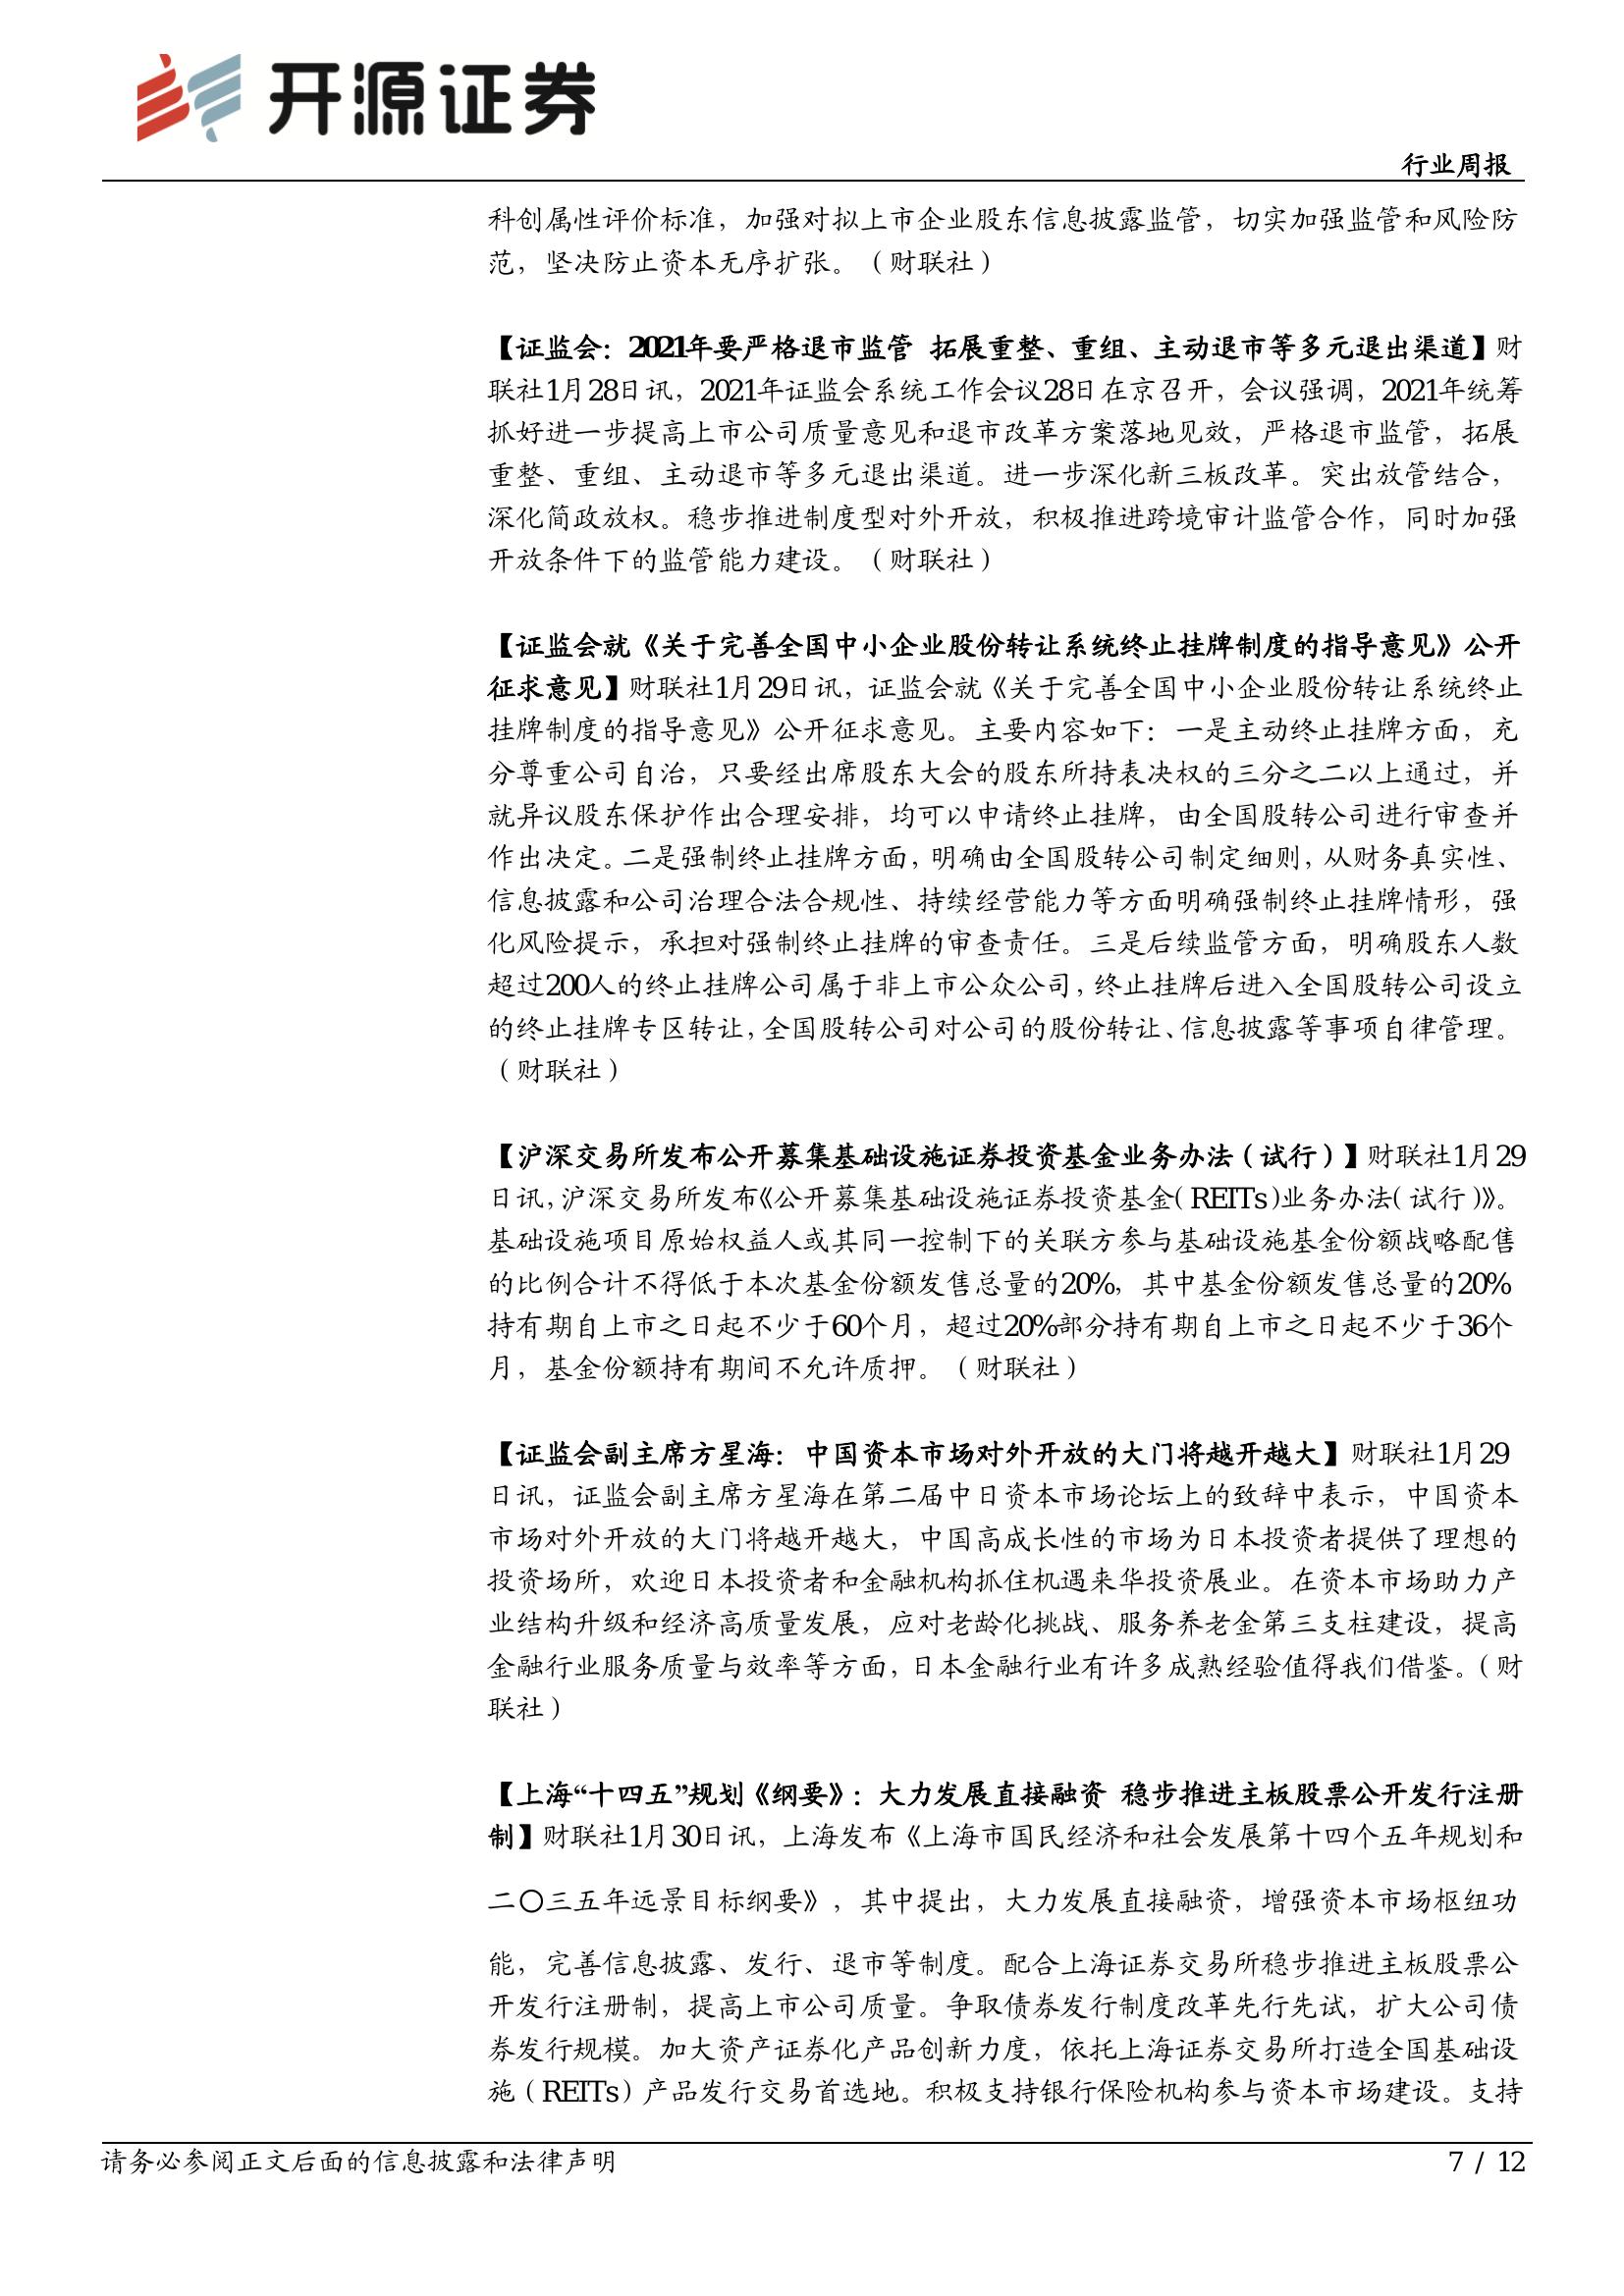 开源证券
行业周报
科创属性评价标准，加强对拟上市企业股东信息披露监管，切实加强监管和风险防
范，坚决防止资本无序扩张。（财联社）
【证监会：2021年要严格退市监管 拓展重整、重组、主动退市等多元退出渠道】财
联社1月28日讯，2021年证监会系统工作会议28日在京召开，会议强调，2021年统筹
抓好进一步提高上市公司质量意见和退市改革方案落地见效，严格退市监管，拓展
重整、重组、主动退市等多元退出渠道。进一步深化新三板改革。突出放管结合，
深化简政放权。稳步推进制度型对外开放，积极推进跨境审计监管合作，同时加强
开放条件下的监管能力建设。（财联社）
【证监会就《关于完善全国中小企业股份转让系统终止挂牌制度的指导意见》公开
征求意见】财联社1月29日讯，证监会就《关于完善全国中小企业股份转让系统终止
挂牌制度的指导意见》公开征求意见。主要内容如下：一是主动终止挂牌方面，充
分尊重公司自治，只要经出席股东大会的股东所持表决权的三分之二以上通过，并
就异议股东保护作出合理安排，均可以申请终止挂牌，由全国股转公司进行审查并
作出决定。二是强制终止挂牌方面，明确由全国股转公司制定细则，从财务真实性、
信息披露和公司治理合法合规性、持续经营能力等方面明确强制终止挂牌情形，强
化风险提示，承担对强制终止挂牌的审查责任。三是后续监管方面，明确股东人数
超过200人的终止挂牌公司属于非上市公众公司，终止挂牌后进入全国股转公司设立
的终止挂牌专区转让，全国股转公司对公司的股份转让、信息披露等事项自律管理。
（财联社）
【沪深交易所发布公开募集基础设施证券投资基金业务办法（试行）】财联社1月29
日讯，沪深交易所发布《公开募集基础设施证券投资基金（REITs）业务办法（试行）》。
基础设施项目原始权益人或其同一控制下的关联方参与基础设施基金份额战略配售
的比例合计不得低于本次基金份额发售总量的20%，其中基金份额发售总量的20%
持有期自上市之日起不少于60个月，超过20%部分持有期自上市之日起不少于36个
月，基金份额持有期间不允许质押。（财联社）
【证监会副主席方星海：中国资本市场对外开放的大门将越开越大】财联社1月29
日讯，证监会副主席方星海在第二届中日资本市场论坛上的致辞中表示，中国资本
市场对外开放的大门将越开越大，中国高成长性的市场为日本投资者提供了理想的
投资场所，欢迎日本投资者和金融机构抓住机遇来华投资展业。在资本市场助力产
业结构升级和经济高质量发展，应对老龄化挑战、服务养老金第三支柱建设，提高
金融行业服务质量与效率等方面，日本金融行业有许多成熟经验值得我们借鉴。（财
联社）
【上海“十四五”规划《纲要》：大力发展直接融资 稳步推进主板股票公开发行注册
制】财联社1月30日讯，上海发布《上海市国民经济和社会发展第十四个五年规划和
二〇三五年远景目标纲要》，其中提出，大力发展直接融资，增强资本市场枢纽功
能，完善信息披露、发行、退市等制度。配合上海证券交易所稳步推进主板股票公
开发行注册制，提高上市公司质量。争取债券发行制度改革先行先试，扩大公司债
券发行规模。加大资产证券化产品创新力度，依托上海证券交易所打造全国基础设
施（REITs）产品发行交易首选地。积极支持银行保险机构参与资本市场建设。支持
请务必参阅正文后面的信息披露和法律声明
7 / 12